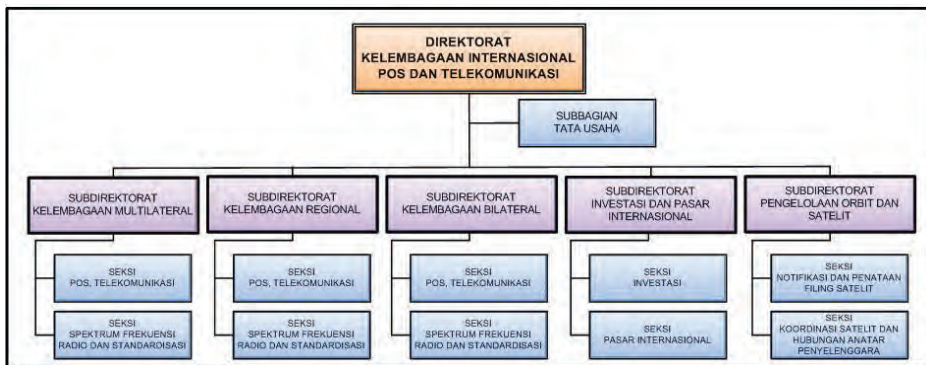 DIREKTORAT
KELEMBAGAAN INTERNASIONAL
POS DAN TELEKOMUNIKASI
SUBBAGIAN
TATA USAHA
SUBDIREKTORAT
KELEMBAGAAN MULTILATERAL
SUBDIREKTORAT
KELEMBAGAAN REGIONAL
SUBDIREKTORAT
KELEMBAGAAN BILATERAL
SUBDIREKTORAT
INVESTASI DAN PASAR
INTERNASIONAL
SUBDIREKTORAT
PENGELOLAAN ORBIT DAN
SATELIT
SEKSI
POS, TELEKOMUNIKASI
SEKSI
POS, TELEKOMUNIKASI
SEKSI
POS, TELEKOMUNIKASI
SEKSI
INVESTASI
SEKSI
NOTIFIKASI DAN PENATAAN
FILING SATELIT
SEKSI
SPEKTRUM FREKUENSI
RADIO DAN STANDARDISASI
SEKSI
SPEKTRUM FREKUENSI
RADIO DAN STANDARDISASI
SEKSI
SPEKTRUM FREKUENSI
RADIO DAN STANDARDISASI
SEKSI
PASAR INTERNASIONAL
SEKSI
KOORDINASI SATELIT DAN
HUBUNGAN ANATAR
PENYELENGGARA